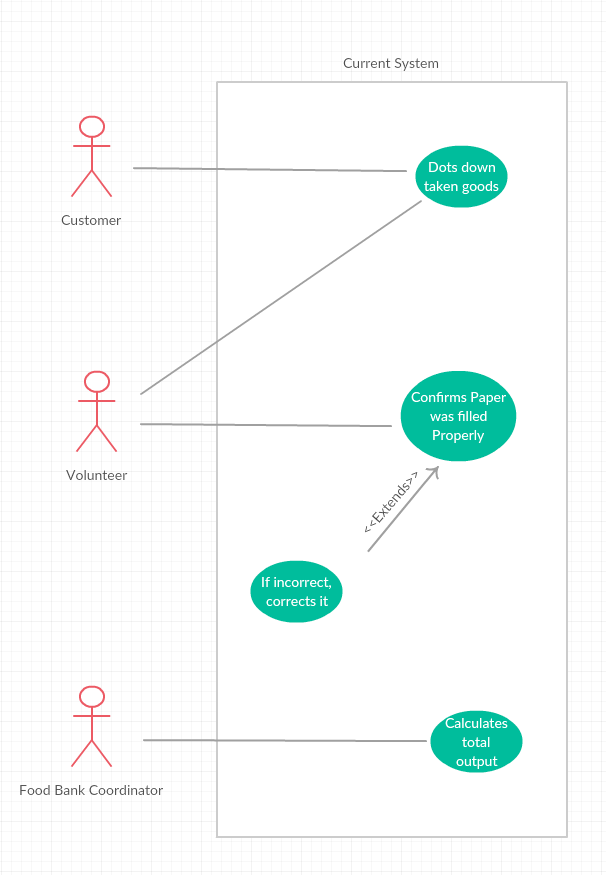 Current System
Dots down
taken goods
Customer
Confirms Paper
was filled
Properly
Volunteer
<<Extends>>
If incorrect,
corrects it
Calculates
total
output
Food Bank Coordinator